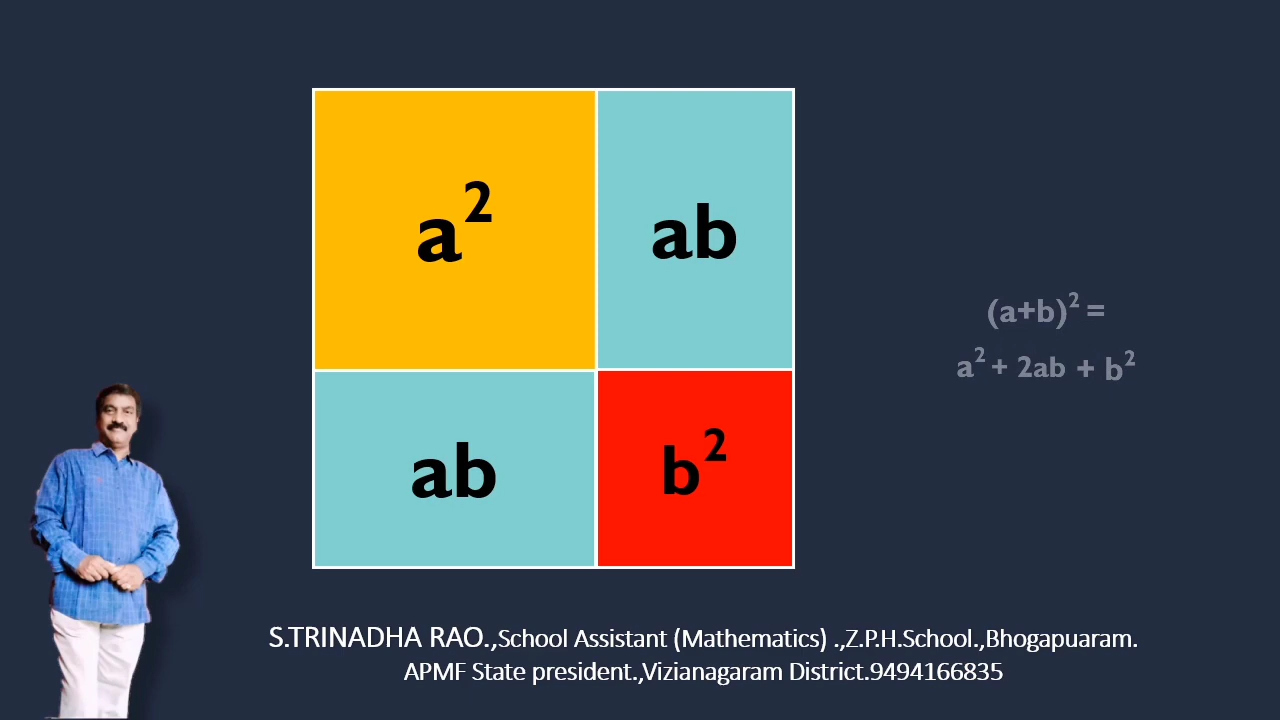 a²
ab
ab
b²
(a+b)² =
a² + 2ab + b²
S.TRINADHA RAO.,School Assistant (Mathematics) .,Z.P.H.School.,Bhogapuaram.
APMF State president.,Vizianagaram District.9494166835